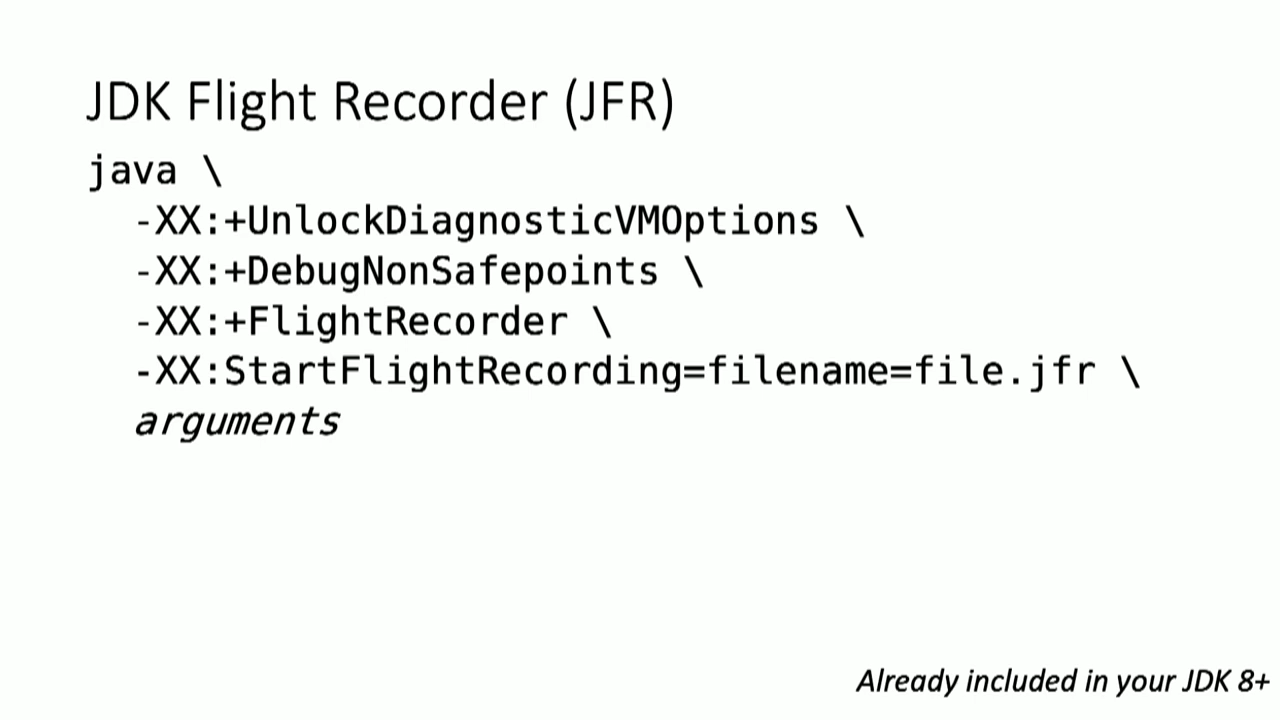 JDK Flight Recorder (JFR)
java \
-XX:+UnlockDiagnosticVMOptions \
-XX:+DebugNonSafepoints \
-XX:+FlightRecorder \
-XX:StartFlightRecording=filename=file.jfr \
arguments
Already included in your JDK 8+